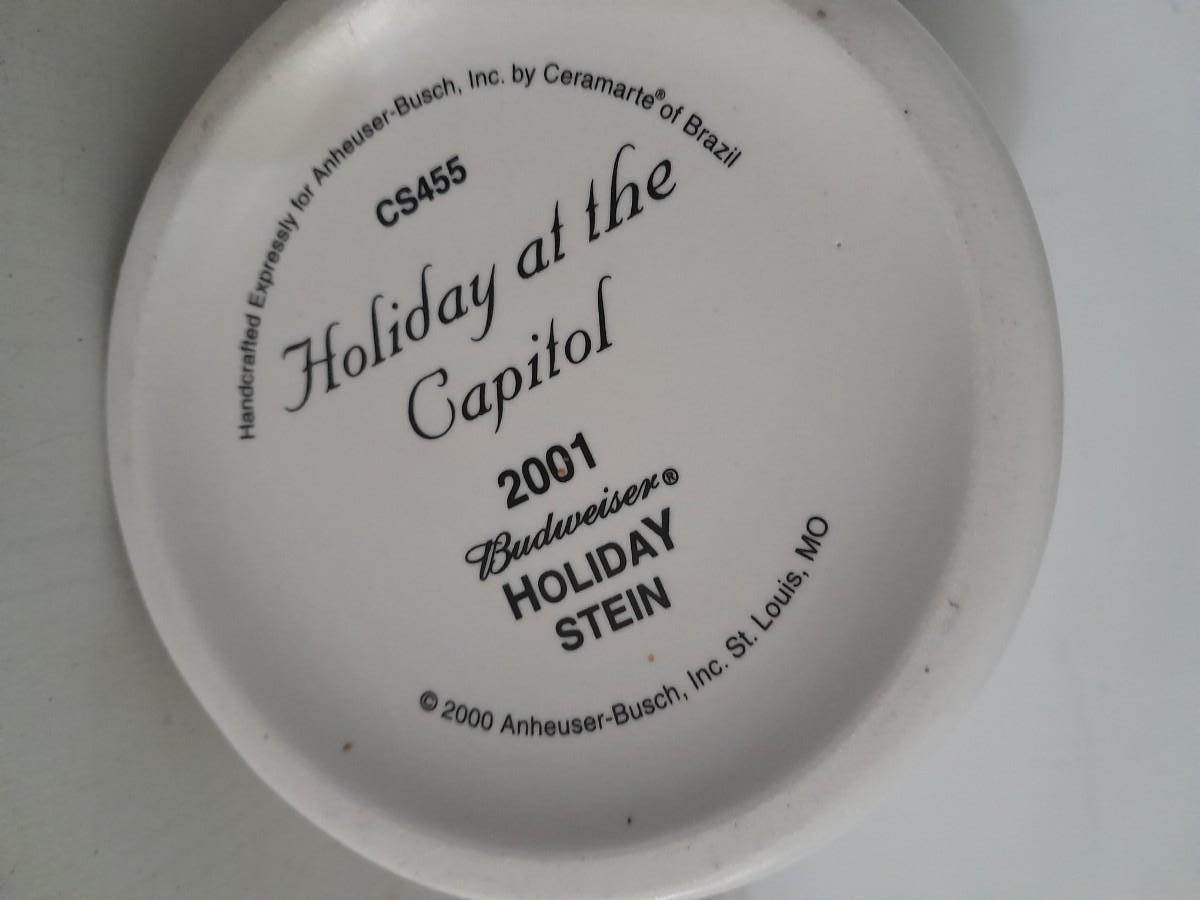 Handcrafted Expressly for Anheuser-Busch, Inc. by Ceramarte® of Brazil
CS455
Holiday at the
Capitol
2001
Budweiser®
HOLIDAY
STEIN
© 2000 Anheuser-Busch, Inc. St. Louis, MO